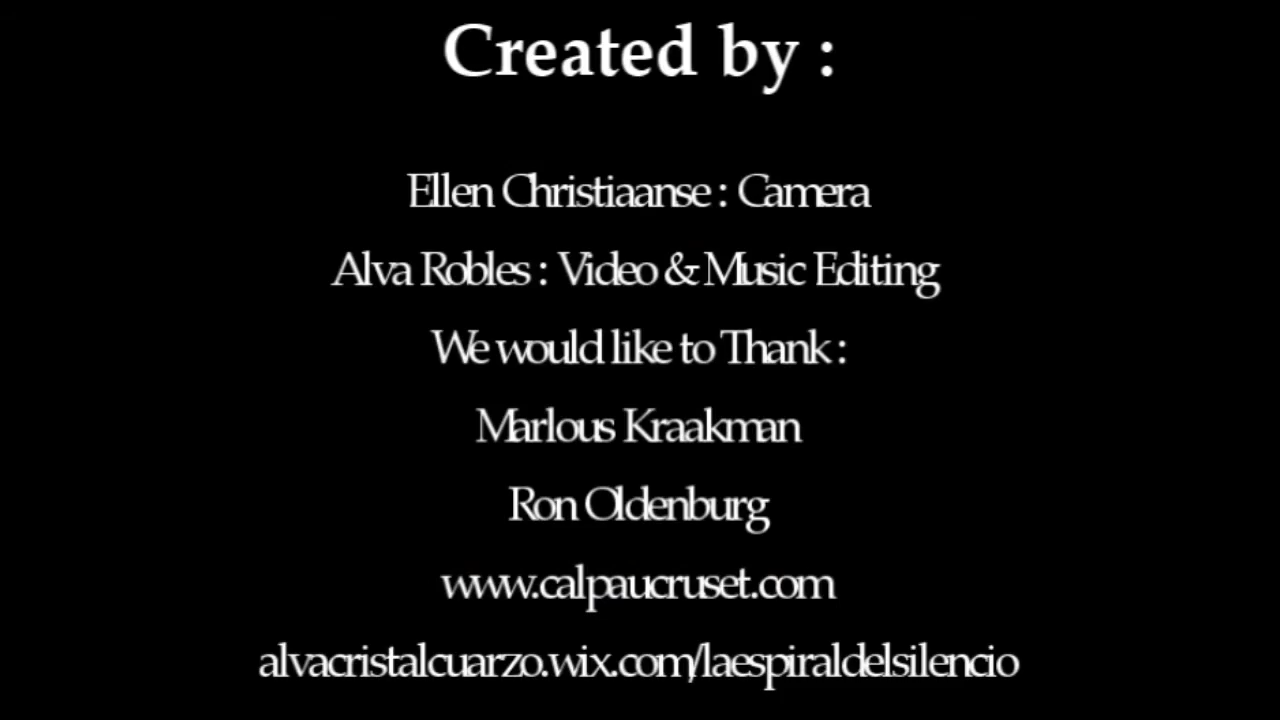 Created by :
Ellen Christiaanse : Camera
Alva Robles : Video & Music Editing
We would like to Thank :
Marlous Kraakman
Ron Oldenburg
www.calpaucruset.com
alvacristalcuarzo.wix.com/laespiraldelsilencio